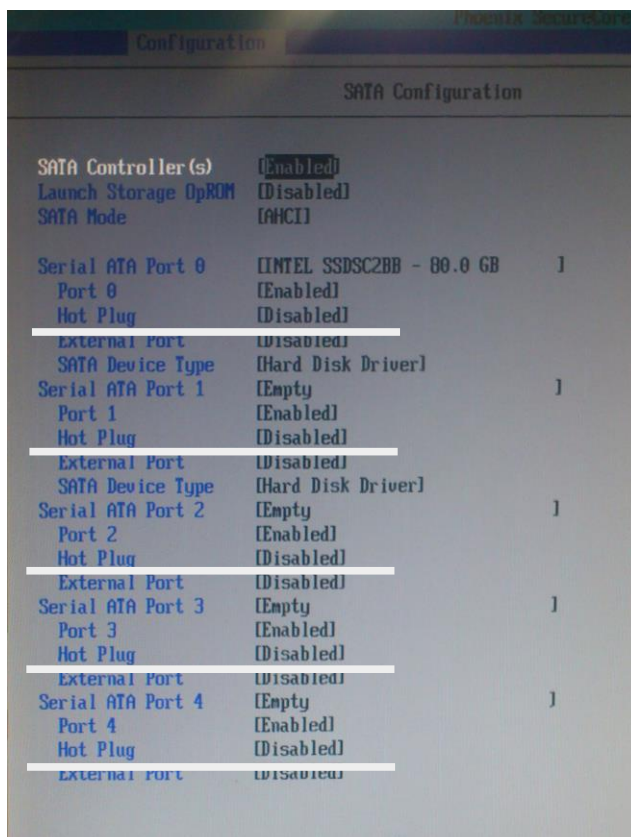 Phoenix SecureCore
Configuration
SATA Configuration
SATA Controller(s) [Enabled]
Launch Storage OpROM [Disabled]
SATA Mode [AHCI]
Serial ATA Port 0 [INTEL SSDSC2BB - 80.0 GB ]
Port 0 [Enabled]
Hot Plug [Disabled]
External Port [Disabled]
SATA Device Type [Hard Disk Driver]
Serial ATA Port 1 [Empty ]
Port 1 [Enabled]
Hot Plug [Disabled]
External Port [Disabled]
SATA Device Type [Hard Disk Driver]
Serial ATA Port 2 [Empty ]
Port 2 [Enabled]
Hot Plug [Disabled]
External Port [Disabled]
Serial ATA Port 3 [Empty ]
Port 3 [Enabled]
Hot Plug [Disabled]
External Port [Disabled]
Serial ATA Port 4 [Empty ]
Port 4 [Enabled]
Hot Plug [Disabled]
External Port [Disabled]